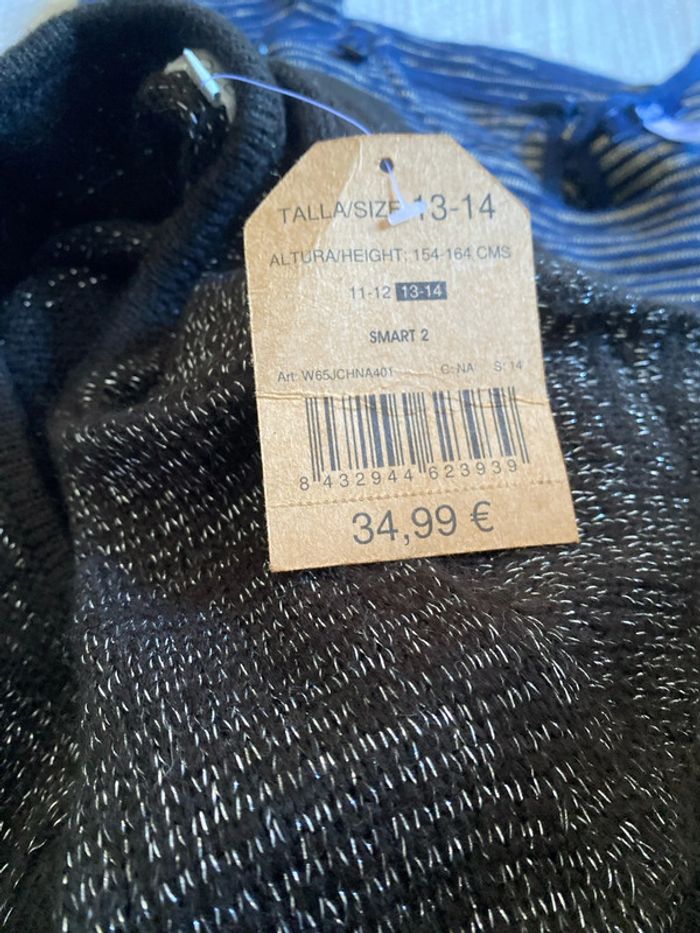 TALLA/SIZE 13-14
ALTURA/HEIGHT: 154-164 CMS
11-12 13-14
SMART 2
Art: W65JCHNA401 C: NA S: 14
8 432944 623939
34,99 €